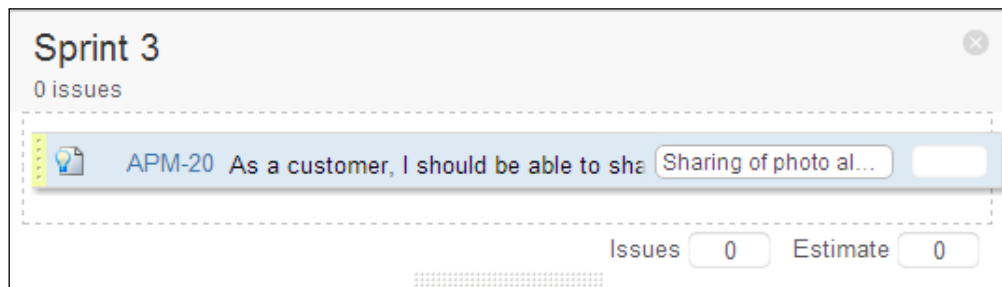 Sprint 3
0 issues
APM-20 As a customer, I should be able to sha Sharing of photo al...
Issues 0 Estimate 0